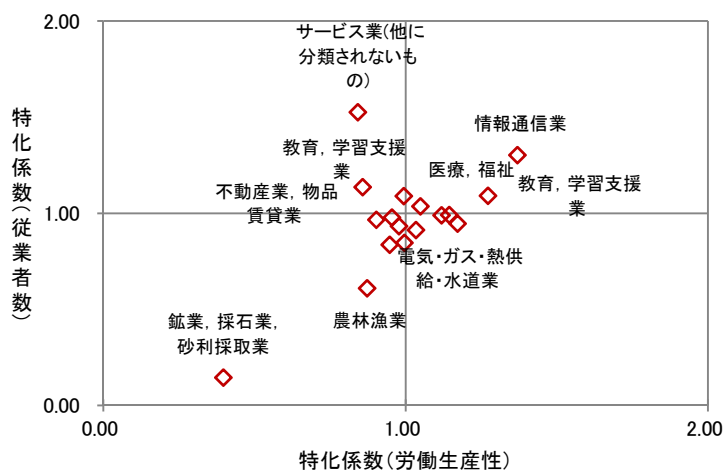 2.00
サービス業(他に
分類されないも
の)
情報通信業
教育, 学習支援
業
医療, 福祉
教育, 学習支援
業
不動産業, 物品
賃貸業
1.00
電気・ガス・熱供
給・水道業
農林漁業
鉱業, 採石業,
砂利採取業
0.00
0.00
1.00
2.00
特化係数(従業者数)
特化係数(労働生産性)